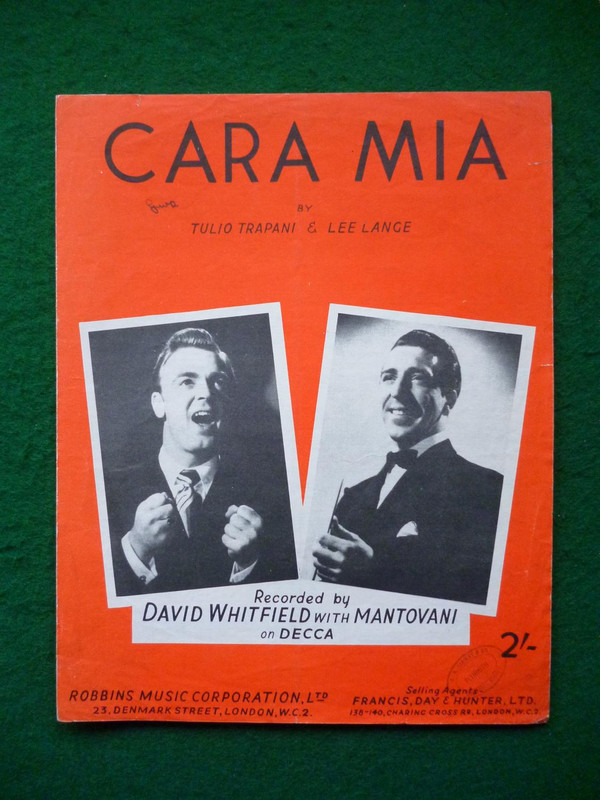 CARA MIA
BY
TULIO TRAPANI & LEE LANGE
Recorded by
DAVID WHITFIELD WITH MANTOVANI
on DECCA
2/-
ROBBINS MUSIC CORPORATION, LTD
23, DENMARK STREET, LONDON, W.C.2.
Selling Agents-
FRANCIS, DAY & HUNTER, LTD.
138-140, CHARING CROSS RD, LONDON, W.C.2.